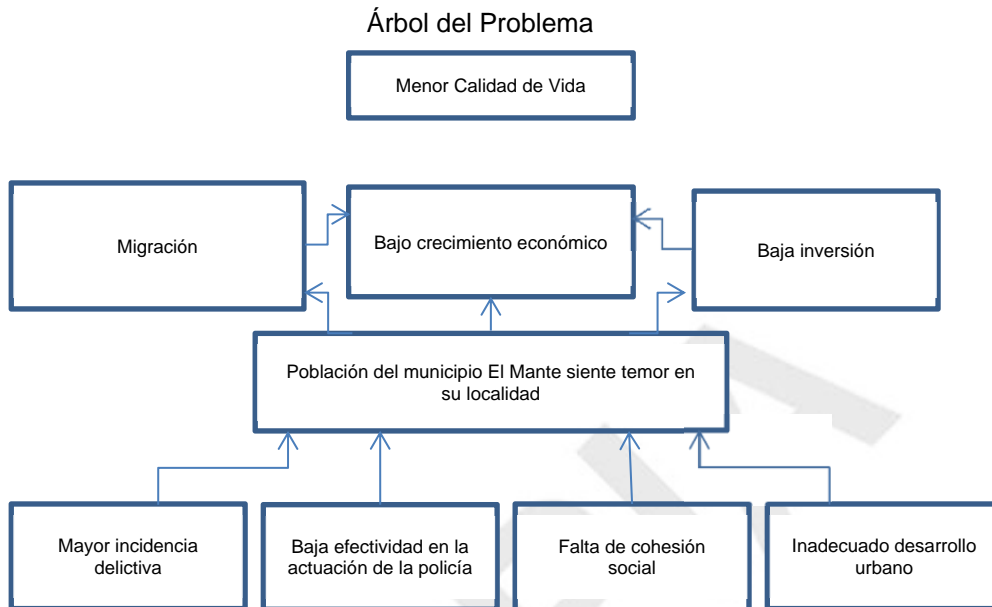 Árbol del Problema
Menor Calidad de Vida
Migración
Bajo crecimiento económico
Baja inversión
Población del municipio El Mante siente temor en
su localidad
Mayor incidencia
delictiva
Baja efectividad en la
actuación de la policía
Falta de cohesión
social
Inadecuado desarrollo
urbano